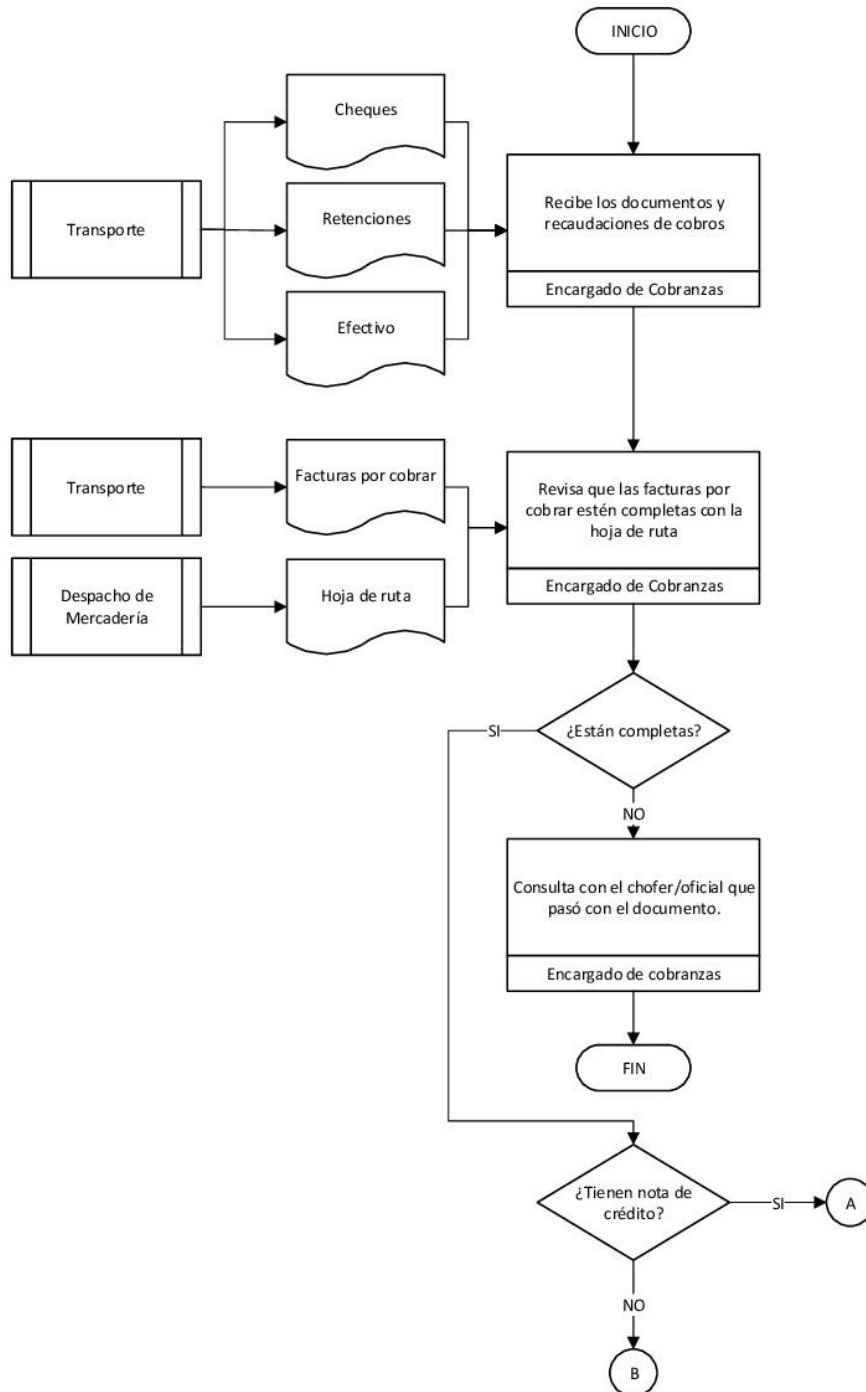 INICIO
Cheques
Transporte
Retenciones
Recibe los documentos y
recaudaciones de cobros
Encargado de Cobranzas
Efectivo
Transporte
Facturas por cobrar
Revisa que las facturas por
cobrar estén completas con la
hoja de ruta
Encargado de Cobranzas
Despacho de
Mercadería
Hoja de ruta
¿Están completas?
SI
NO
Consulta con el chofer/oficial que
pasó con el documento.
Encargado de cobranzas
FIN
¿Tienen nota de
crédito?
SI
A
NO
B